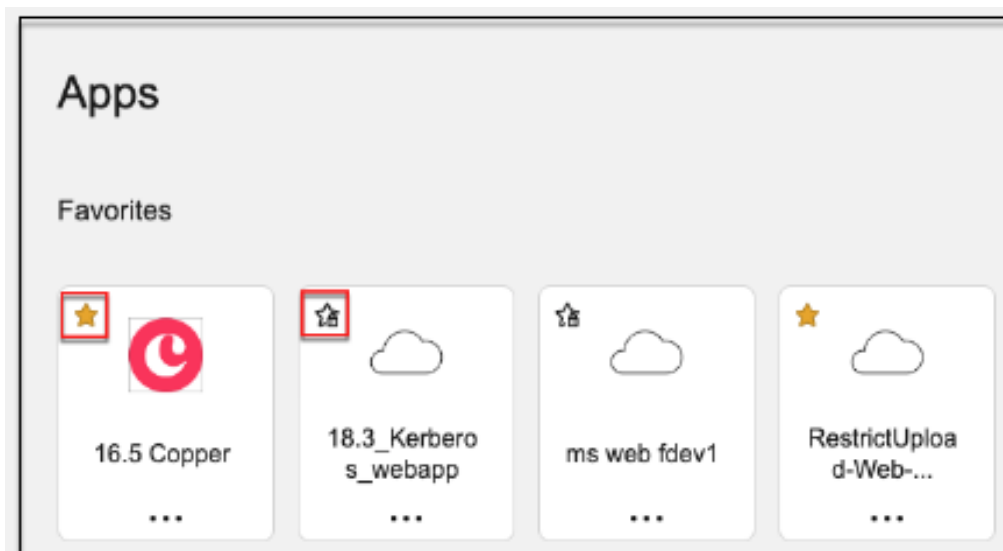 Apps
Favorites
16.5 Copper
18.3_Kerbero
s_webapp
ms web fdev1
RestrictUploa
d-Web-...